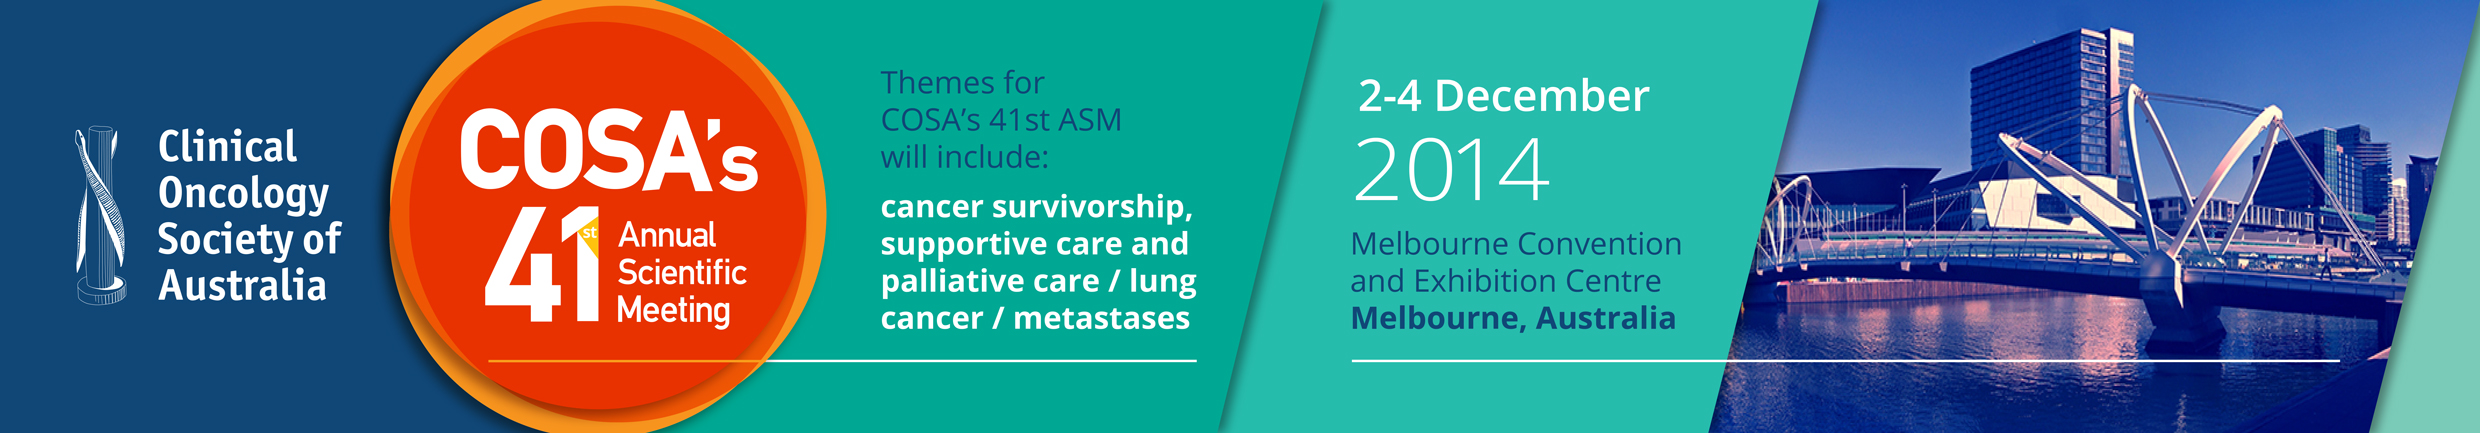 Clinical
Oncology
Society of
Australia
COSA's
41st
Annual
Scientific
Meeting
Themes for
COSA's 41st ASM
will include:
cancer survivorship,
supportive care and
palliative care / lung
cancer / metastases
2-4 December
2014
Melbourne Convention
and Exhibition Centre
Melbourne, Australia